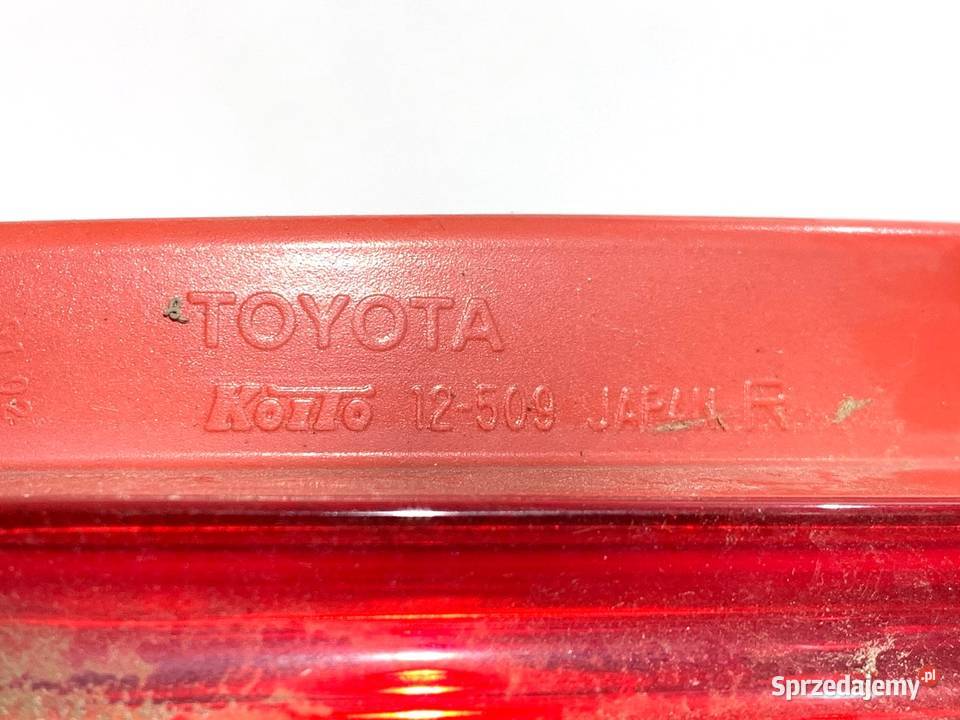 TOYOTA
KOITO 12-509 JAPAN R
Sprzedajemy.pl